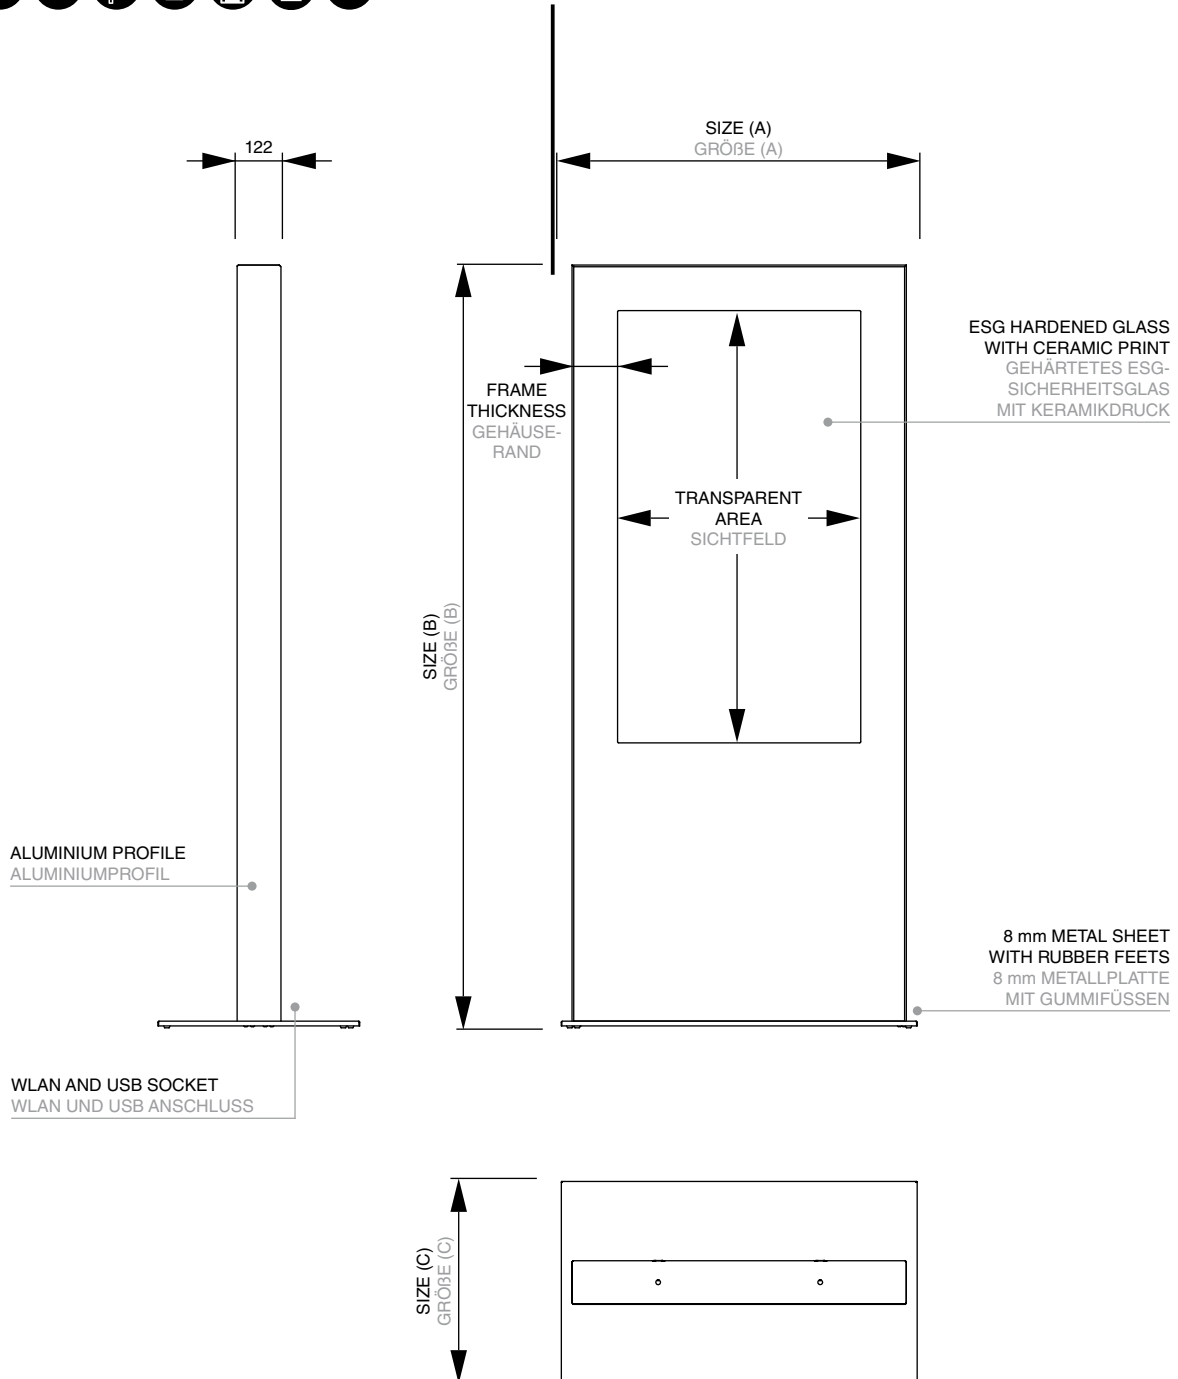 122
SIZE (A)
GRÖßE (A)
ESG HARDENED GLASS
WITH CERAMIC PRINT
GEHÄRTETES ESG-
SICHERHEITSGLAS
MIT KERAMIKDRUCK
FRAME
THICKNESS
GEHÄUSE-
RAND
TRANSPARENT
AREA
SICHTFELD
SIZE (B)
GRÖßE (B)
ALUMINIUM PROFILE
ALUMINIUMPROFIL
8 mm METAL SHEET
WITH RUBBER FEETS
8 mm METALLPLATTE
MIT GUMMIFÜSSEN
WLAN AND USB SOCKET
WLAN UND USB ANSCHLUSS
SIZE (C)
GRÖßE (C)